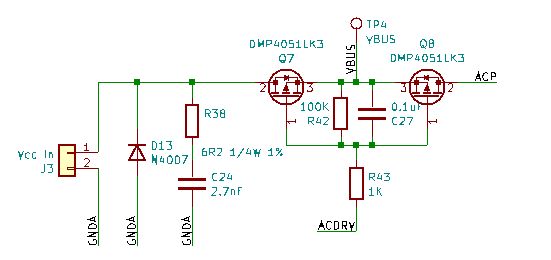 TP4
VBUS
VBUS
DMP4051LK3
Q7
Q8
DMP4051LK3
2
3
1
3
2
1
ACP
100K
R42
0.1uF
C27
R38
6R2 1/4W 1%
D13
N4007
C24
2.7nF
Vcc In
J3
1
2
R43
1K
ACDRV
GNDA
GNDA
GNDA